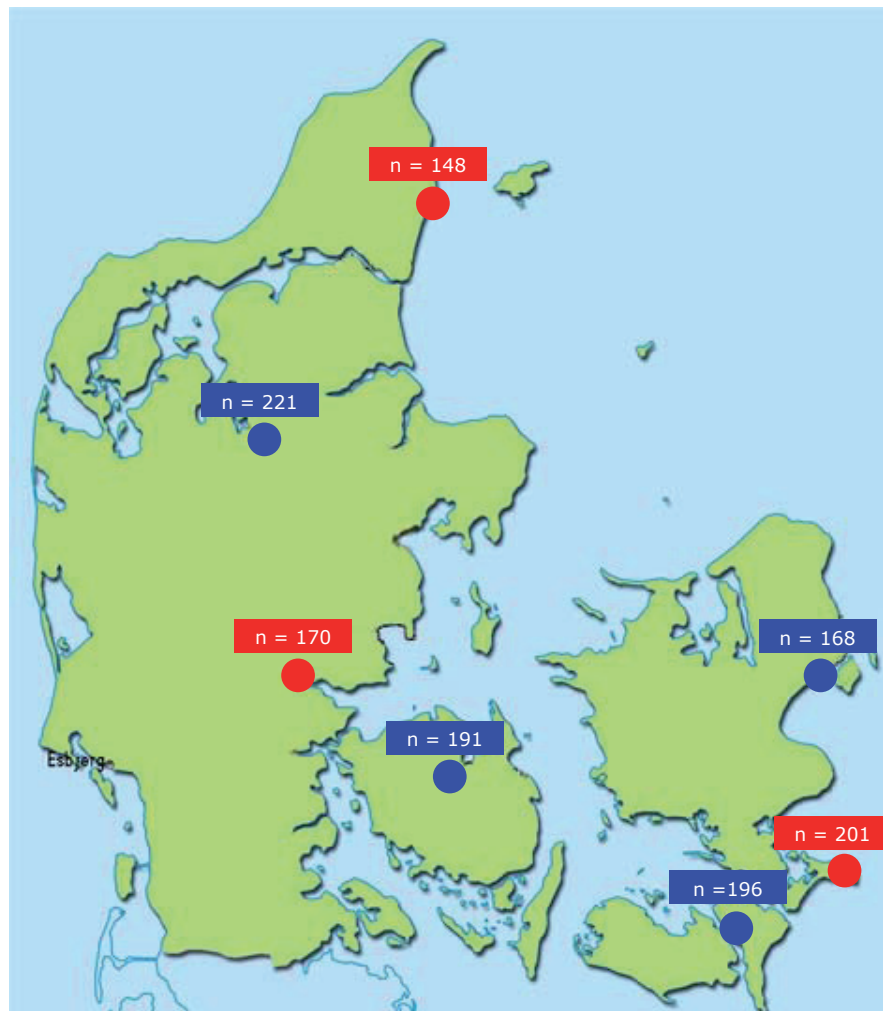 n = 148
n = 221
n = 170
n = 168
n = 191
Esbjerg
n = 201
n =196